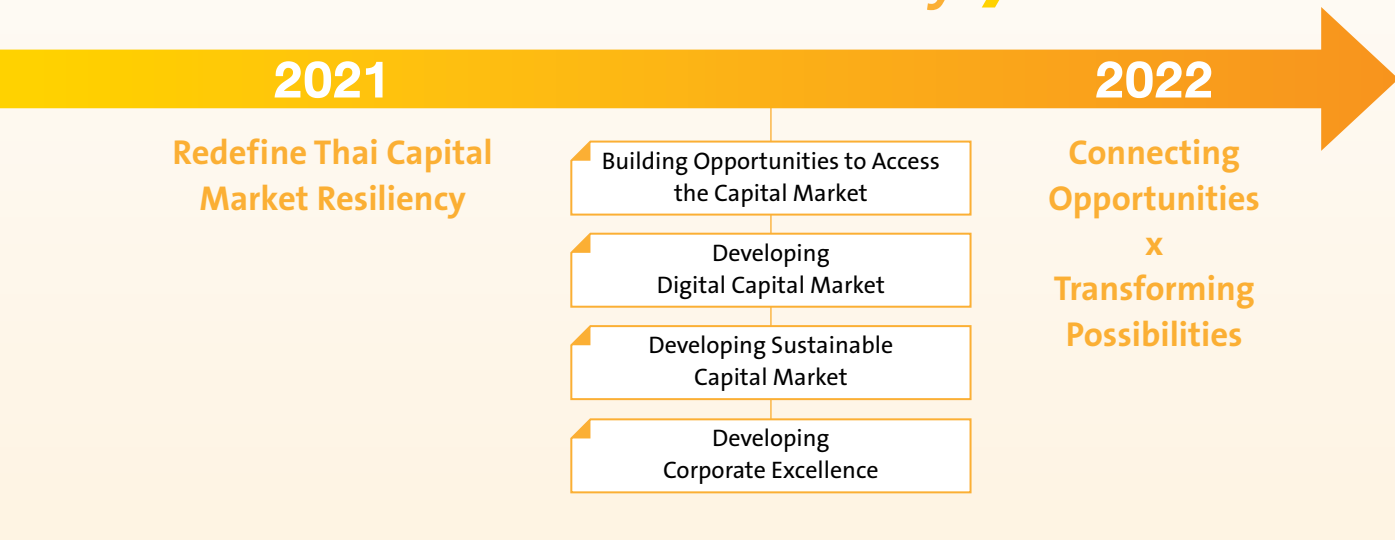 2021
Redefine Thai Capital
Market Resiliency
Building Opportunities to Access
the Capital Market
Developing
Digital Capital Market
Developing Sustainable
Capital Market
Developing
Corporate Excellence
2022
Connecting
Opportunities
x
Transforming
Possibilities